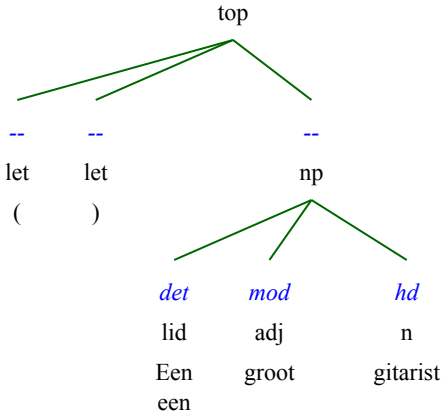 top
-- -- --
let let np
( )
det mod hd
lid adj n
Een groot gitarist
een